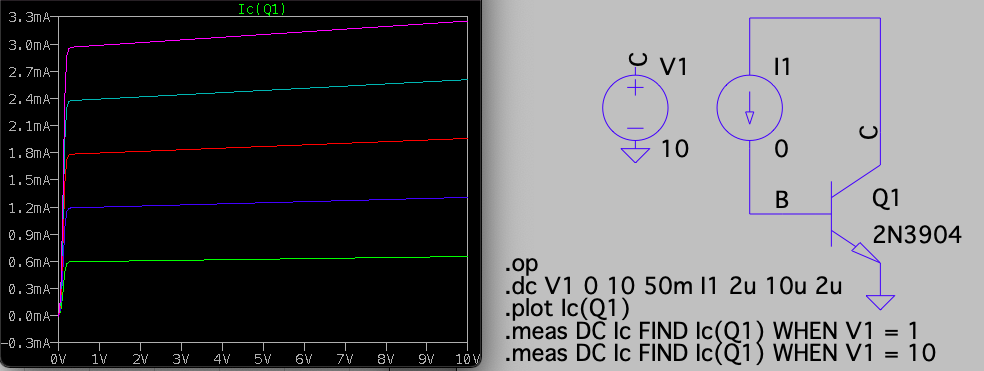 Ic(Q1)
3.3mA
3.0mA
2.7mA
2.4mA
2.1mA
1.8mA
1.5mA
1.2mA
0.9mA
0.6mA
0.3mA
0.0mA
-0.3mA
0V 1V 2V 3V 4V 5V 6V 7V 8V 9V 10V
C
V1
10
I1
0
B
C
Q1
2N3904
.op
.dc V1 0 10 50m I1 2u 10u 2u
.plot Ic(Q1)
.meas DC Ic FIND Ic(Q1) WHEN V1 = 1
.meas DC Ic FIND Ic(Q1) WHEN V1 = 10